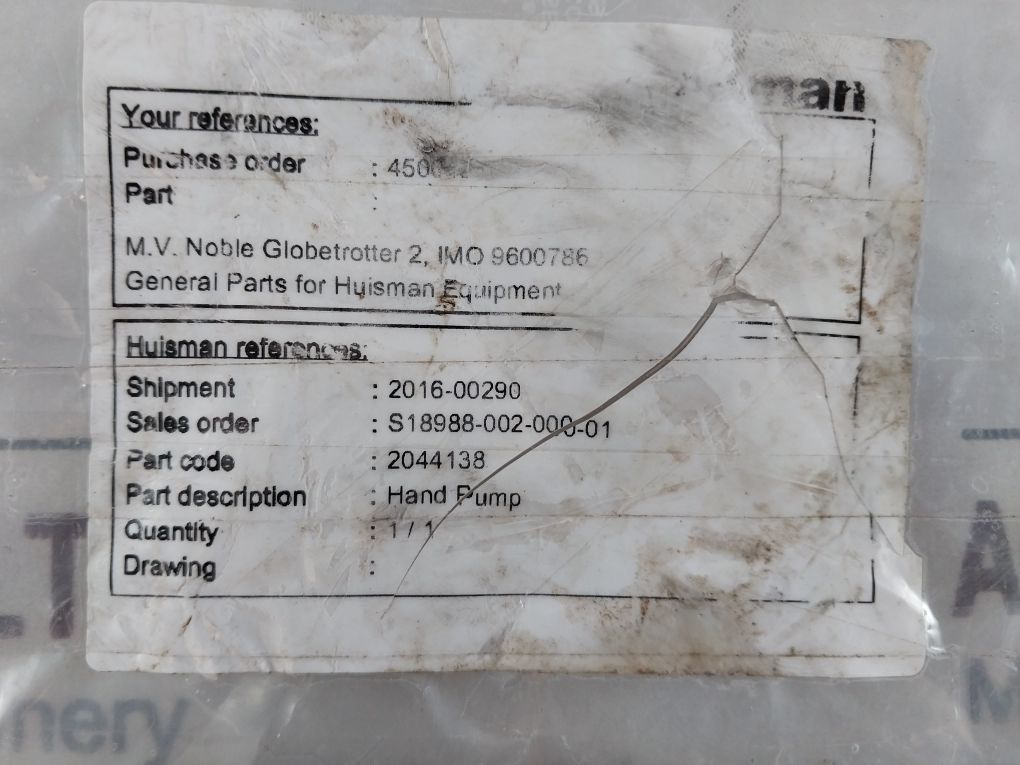 man
Your references:
Purchase order : 450
Part :
M.V. Noble Globetrotter 2, IMO 9600786
General Parts for Huisman Equipment
Huisman references:
Shipment : 2016-00290
Sales order : S18988-002-000-01
Part code : 2044138
Part description : Hand Pump
Quantity : 1 / 1
Drawing :
LT
A
nery
M